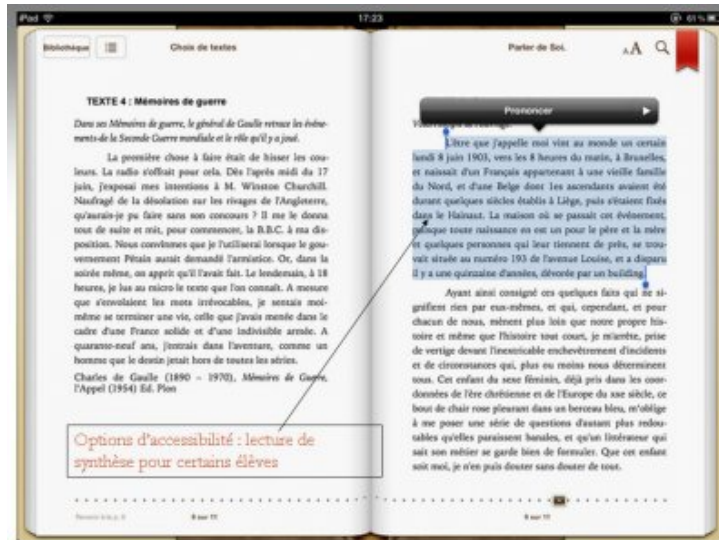 iPad
17:23
61 %
Bibliothèque
Choix de textes
Parler de Soi.
AA
TEXTE 4 : Mémoires de guerre
Dans ses Mémoires de guerre, le général de Gaulle retrace les évène-
ments de la Seconde Guerre mondiale et le rôle qu'il y a joué.
La première chose à faire était de hisser les cou-
leurs. La radio s'offrait pour cela. Dès l'après midi du 17
juin, j'exposai mes intentions à M. Winston Churchill.
Naufragé de la désolation sur les rivages de l'Angleterre,
qu'aurais-je pu faire sans son concours ? Il me le donna
tout de suite et mit, pour commencer, la B.B.C. à ma dis-
position. Nous convînmes que je l'utiliserai lorsque le gou-
vernement Pétain aurait demandé l'armistice. Or, dans la
soirée même, on apprit qu'il l'avait fait. Le lendemain, à 18
heures, je lus au micro le texte que l'on connaît. A mesure
que s'envolaient les mots irrévocables, je sentais moi-
même se terminer une vie, celle que j'avais menée dans le
cadre d'une France solide et d'une indivisible armée. A
quarante-neuf ans, j'entrais dans l'aventure, comme un
homme que le destin jetait hors de toutes les séries.
Charles de Gaulle (1890 – 1970), Mémoires de Guerre,
l'Appel (1954) Ed. Plon
Options d'accessibilité : lecture de
synthèse pour certains élèves
6 sur 11
Prononcer
L'être que j'appelle moi vint au monde un certain
lundi 8 juin 1903, vers les 8 heures du matin, à Bruxelles,
et naissait d'un Français appartenant à une vieille famille
du Nord, et d'une Belge dont les ascendants avaient été
durant quelques siècles établis à Liège, puis s'étaient fixés
dans le Hainaut. La maison où se passait cet événement,
puisque toute naissance en est un pour le père et la mère
et quelques personnes qui leur tiennent de près, se trou-
vait située au numéro 193 de l'avenue Louise, et a disparu
il y a une quinzaine d'années, dévorée par un building.
Ayant ainsi consigné ces quelques faits qui ne si-
gnifient rien par eux-mêmes, et qui, cependant, et pour
chacun de nous, mènent plus loin que notre propre his-
toire et même que l'histoire tout court, je m'arrête, prise
de vertige devant l'inextricable enchevêtrement d'incidents
et de circonstances qui, plus ou moins nous déterminent
tous. Cet enfant du sexe féminin, déjà pris dans les coor-
données de l'ère chrétienne et de l'Europe du xxe siècle, ce
bout de chair rose pleurant dans un berceau bleu, m'oblige
à me poser une série de questions d'autant plus redou-
tables qu'elles paraissent banales, et qu'un littérateur qui
sait son métier se garde bien de formuler. Que cet enfant
soit moi, je n'en puis douter sans douter de tout.